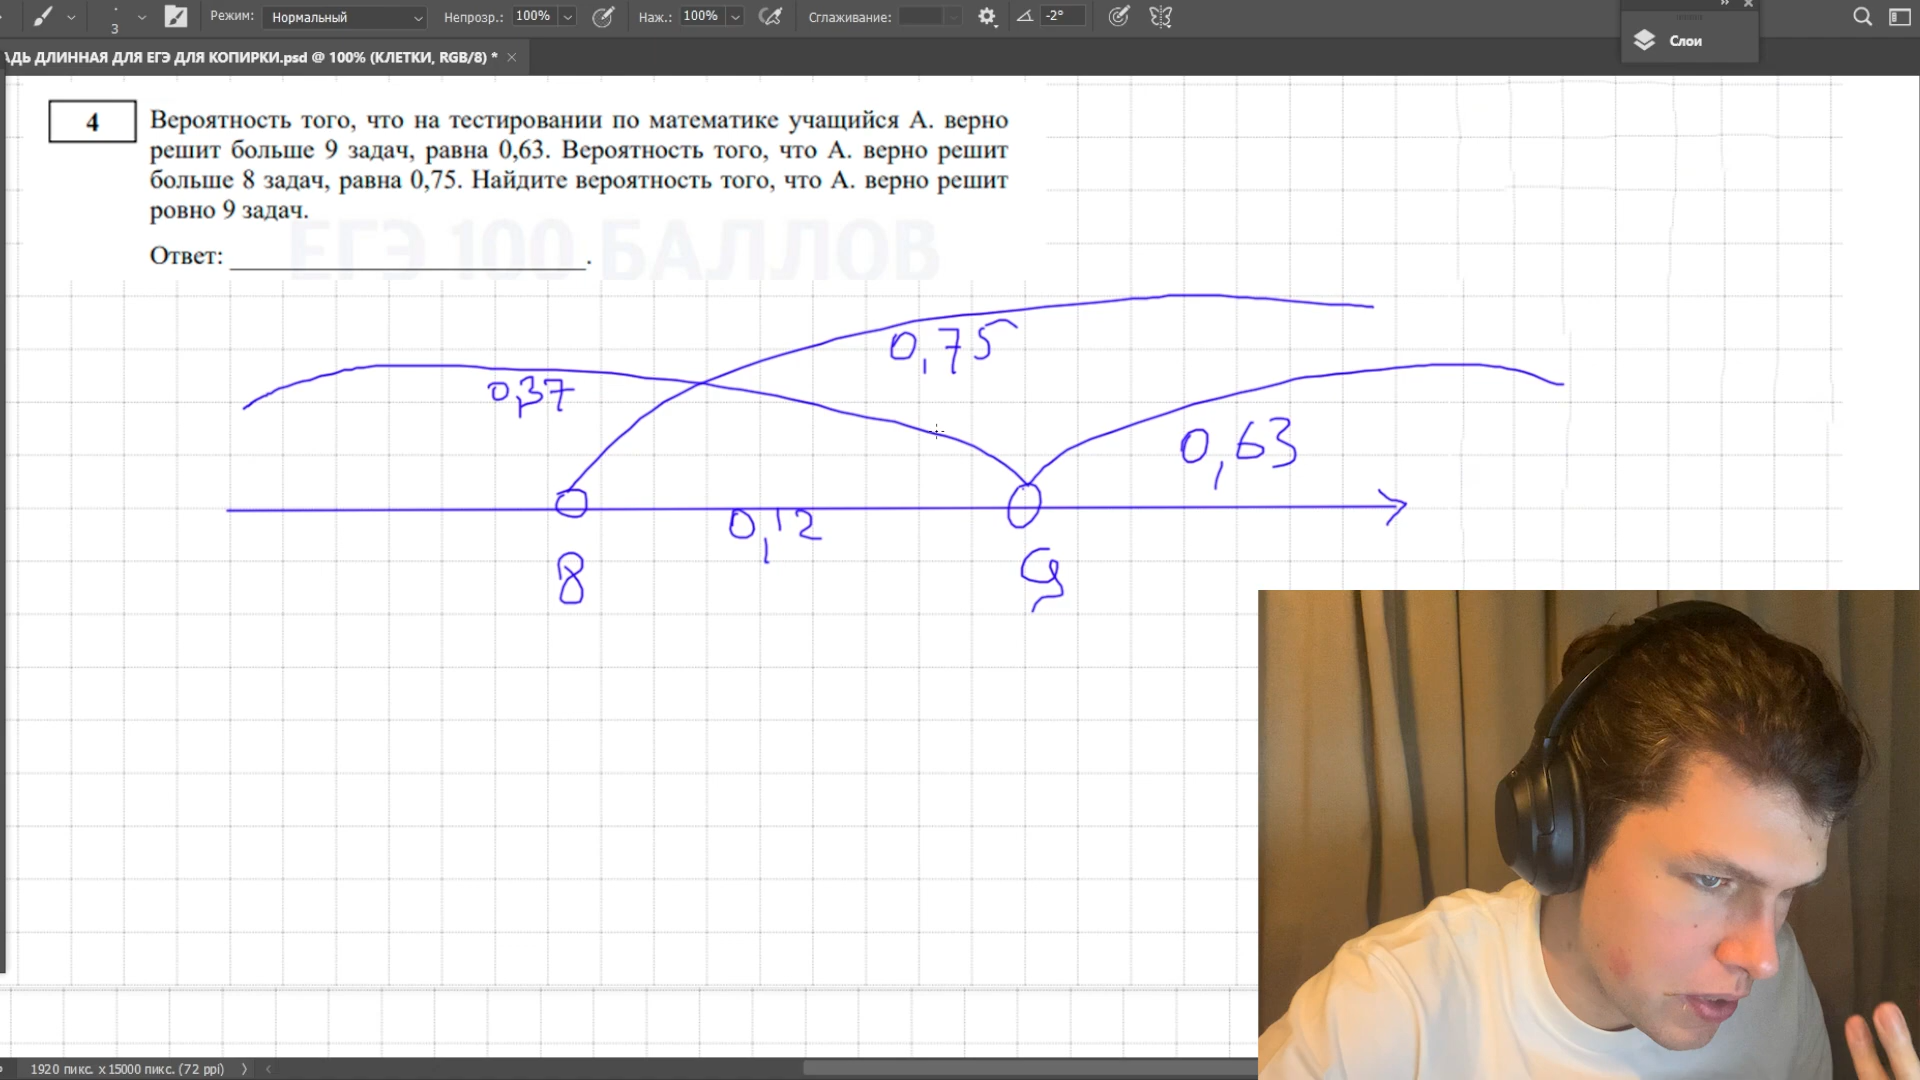 3
Режим: Нормальный
Непрозр.: 100%
Наж.: 100%
Сглаживание:
-2°
Слои
АДЬ ДЛИННАЯ ДЛЯ ЕГЭ ДЛЯ КОПИРКИ.psd @ 100% (КЛЕТКИ, RGB/8) *
4
Вероятность того, что на тестировании по математике учащийся А. верно
решит больше 9 задач, равна 0,63. Вероятность того, что А. верно решит
больше 8 задач, равна 0,75. Найдите вероятность того, что А. верно решит
ровно 9 задач.
Ответ: ___________________________.
ЕГЭ 100 БАЛЛОВ
0,75
0,37
0,63
0,12
8
9
1920 пикс. x 15000 пикс. (72 ppi)